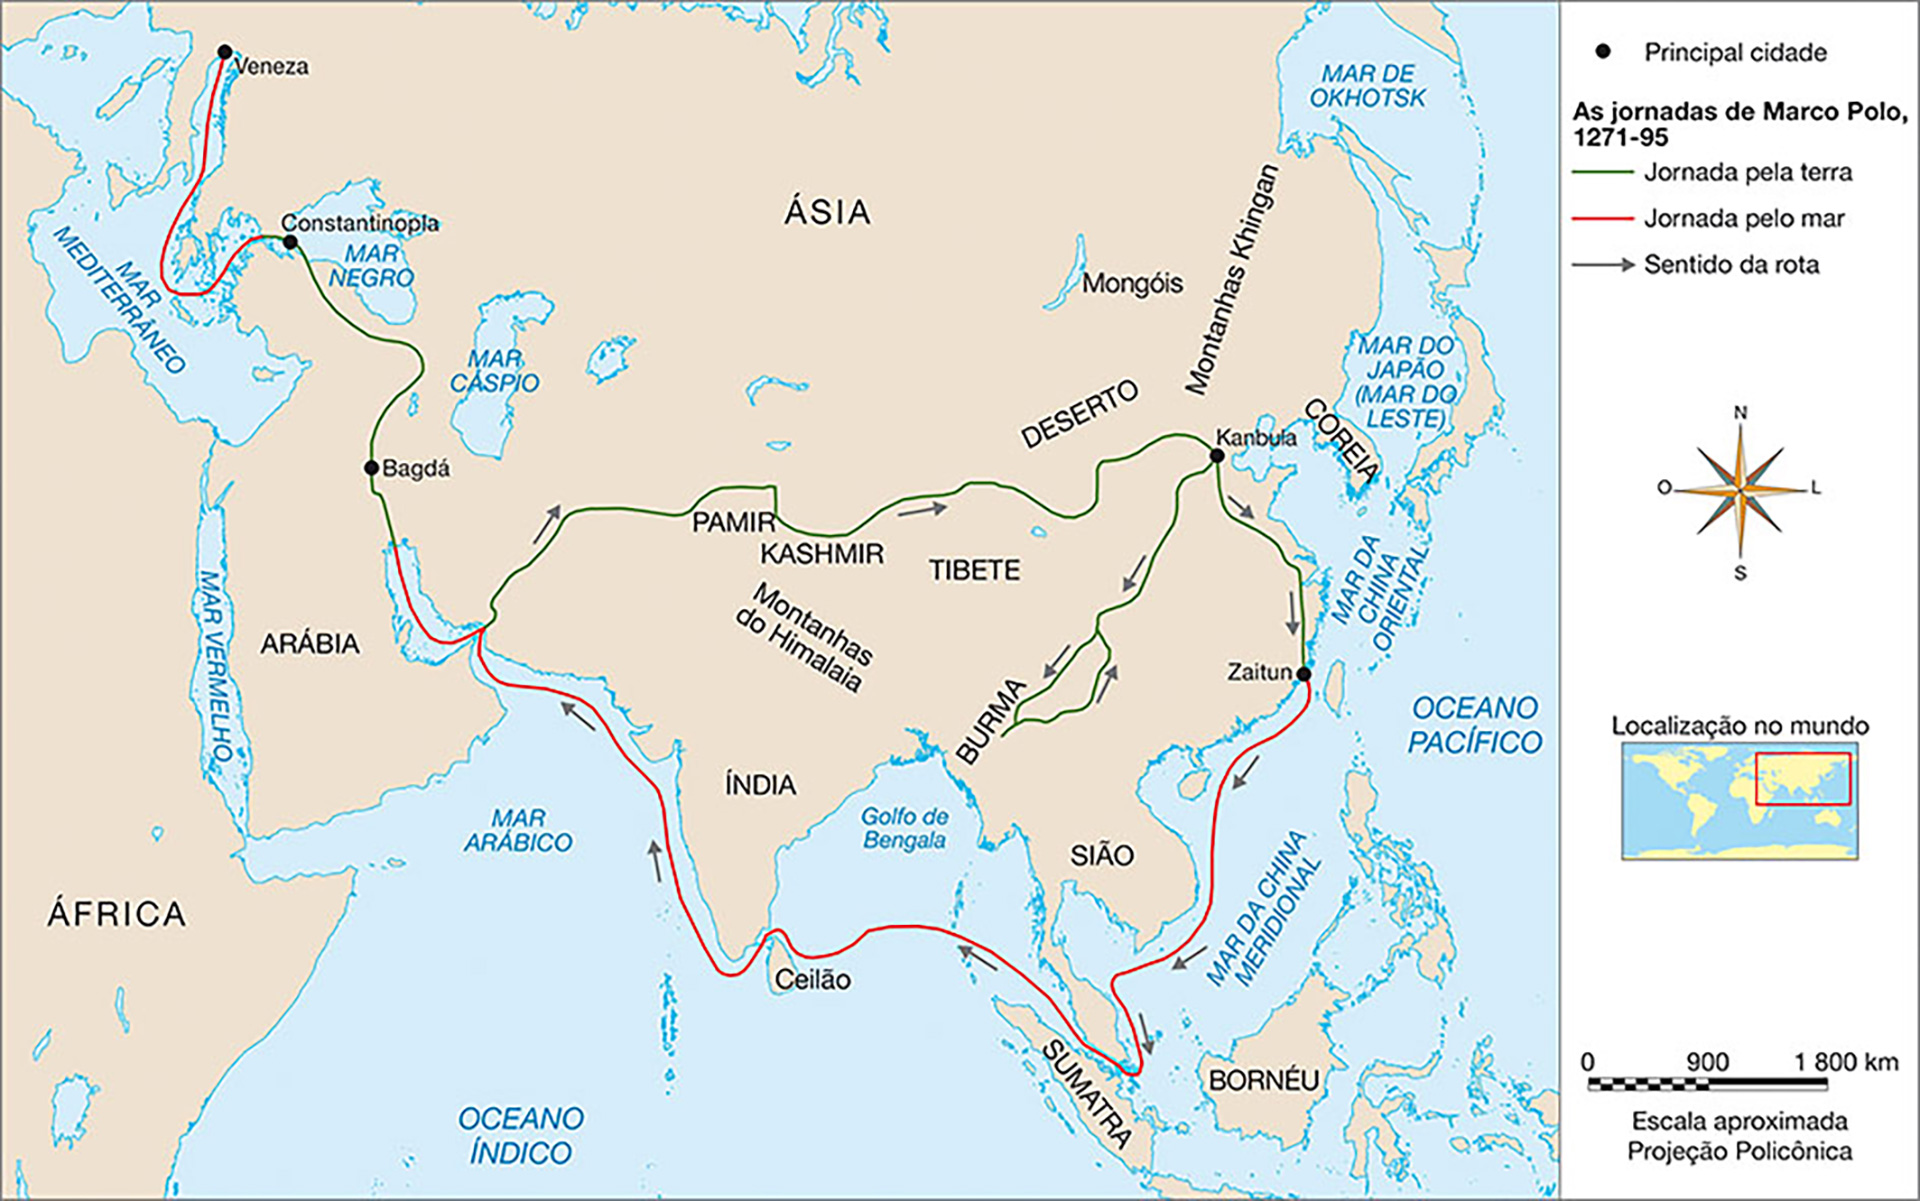 Veneza
MAR DE
OKHOTSK
ÁSIA
Constantinopla
MAR
NEGRO
MAR
MEDITERRÂNEO
Mongóis
Montanhas Khingan
MAR
CÁSPIO
MAR DO
JAPÃO
(MAR DO
LESTE)
DESERTO
COREIA
Kanbula
Bagdá
PAMIR
KASHMIR
TIBETE
Montanhas
do Himalaia
MAR DA
CHINA
ORIENTAL
ARÁBIA
MAR VERMELHO
Zaitun
BURMA
OCEANO
PACÍFICO
ÍNDIA
MAR
ARÁBICO
Golfo de
Bengala
SIÃO
MAR DA CHINA
MERIDIONAL
ÁFRICA
Ceilão
SUMATRA
BORNÉU
OCEANO
ÍNDICO
Principal cidade
As jornadas de Marco Polo,
1271-95
Jornada pela terra
Jornada pelo mar
Sentido da rota
N
O
L
S
Localização no mundo
0 900 1 800 km
Escala aproximada
Projeção Policônica